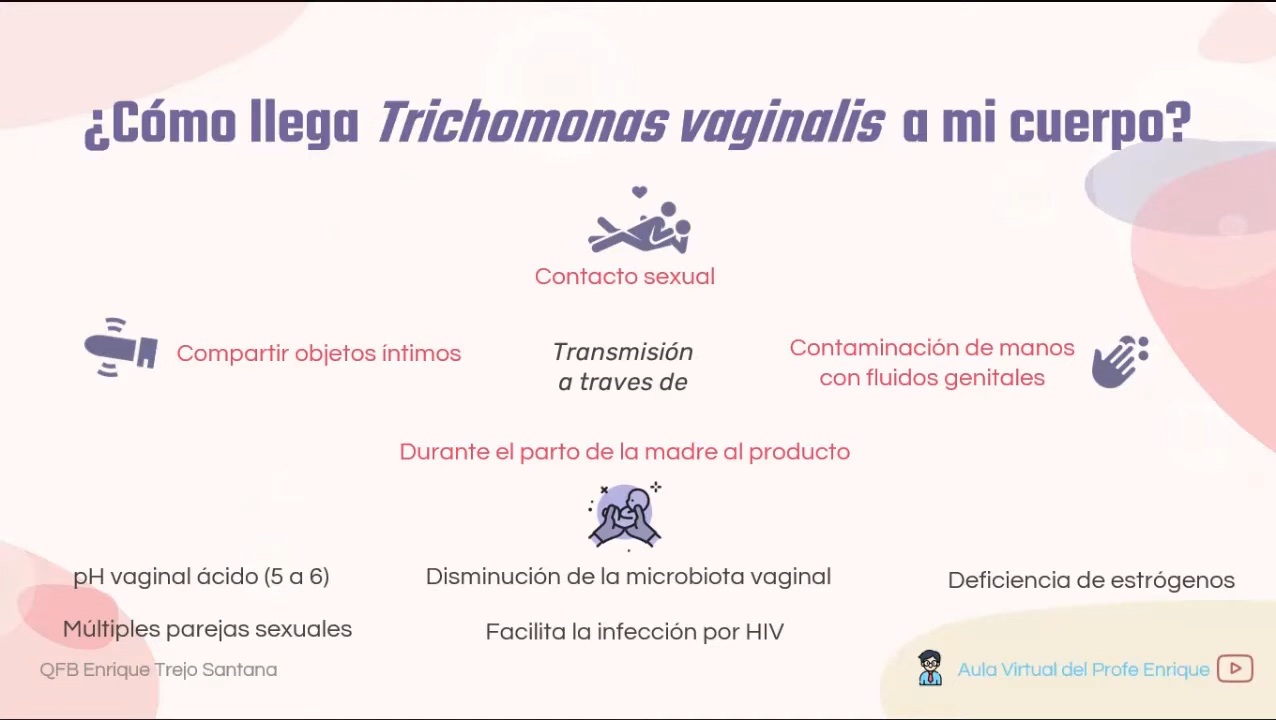 ¿Cómo llega Trichomonas vaginalis a mi cuerpo?
Contacto sexual
Compartir objetos íntimos
Transmisión
a traves de
Contaminación de manos
con fluidos genitales
Durante el parto de la madre al producto
pH vaginal ácido (5 a 6)
Disminución de la microbiota vaginal
Deficiencia de estrógenos
Múltiples parejas sexuales
Facilita la infección por HIV
QFB Enrique Trejo Santana
Aula Virtual del Profe Enrique